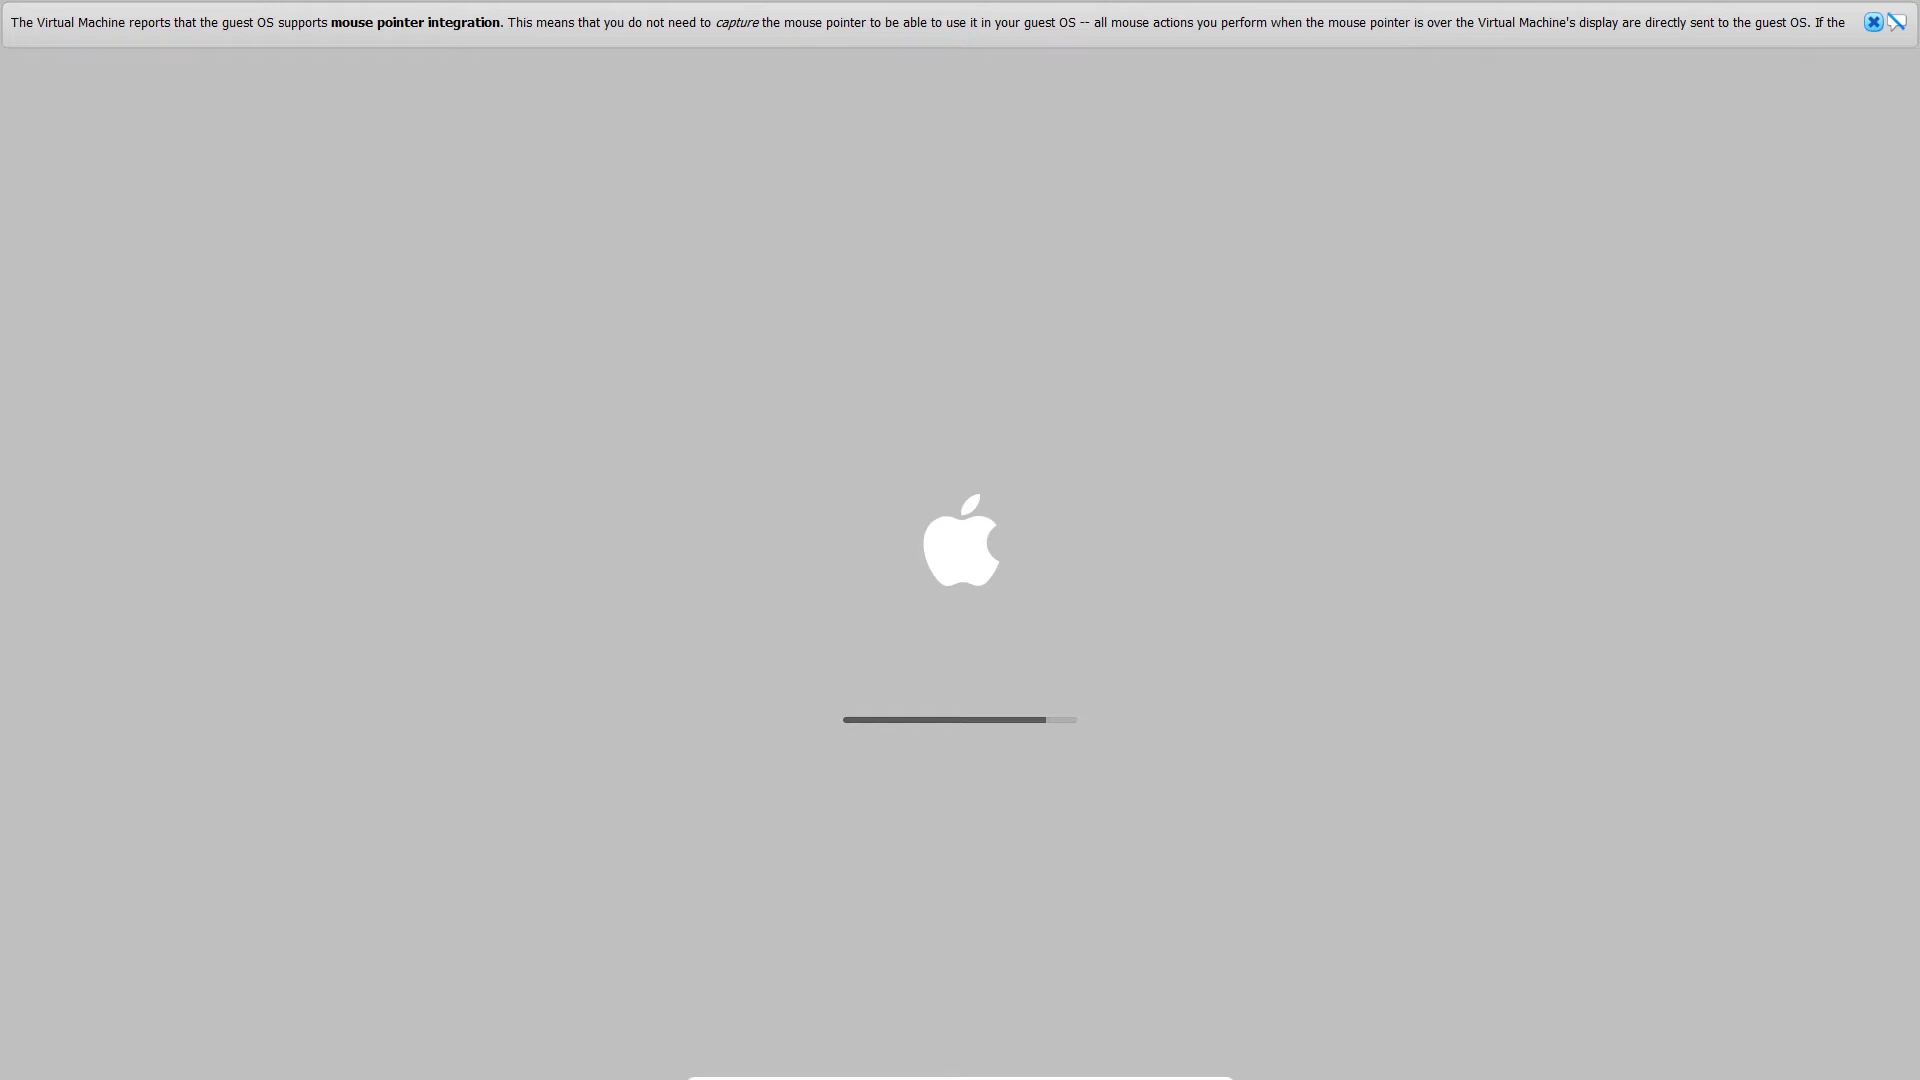 The Virtual Machine reports that the guest OS supports mouse pointer integration. This means that you do not need to capture the mouse pointer to be able to use it in your guest OS -- all mouse actions you perform when the mouse pointer is over the Virtual Machine's display are directly sent to the guest OS. If the